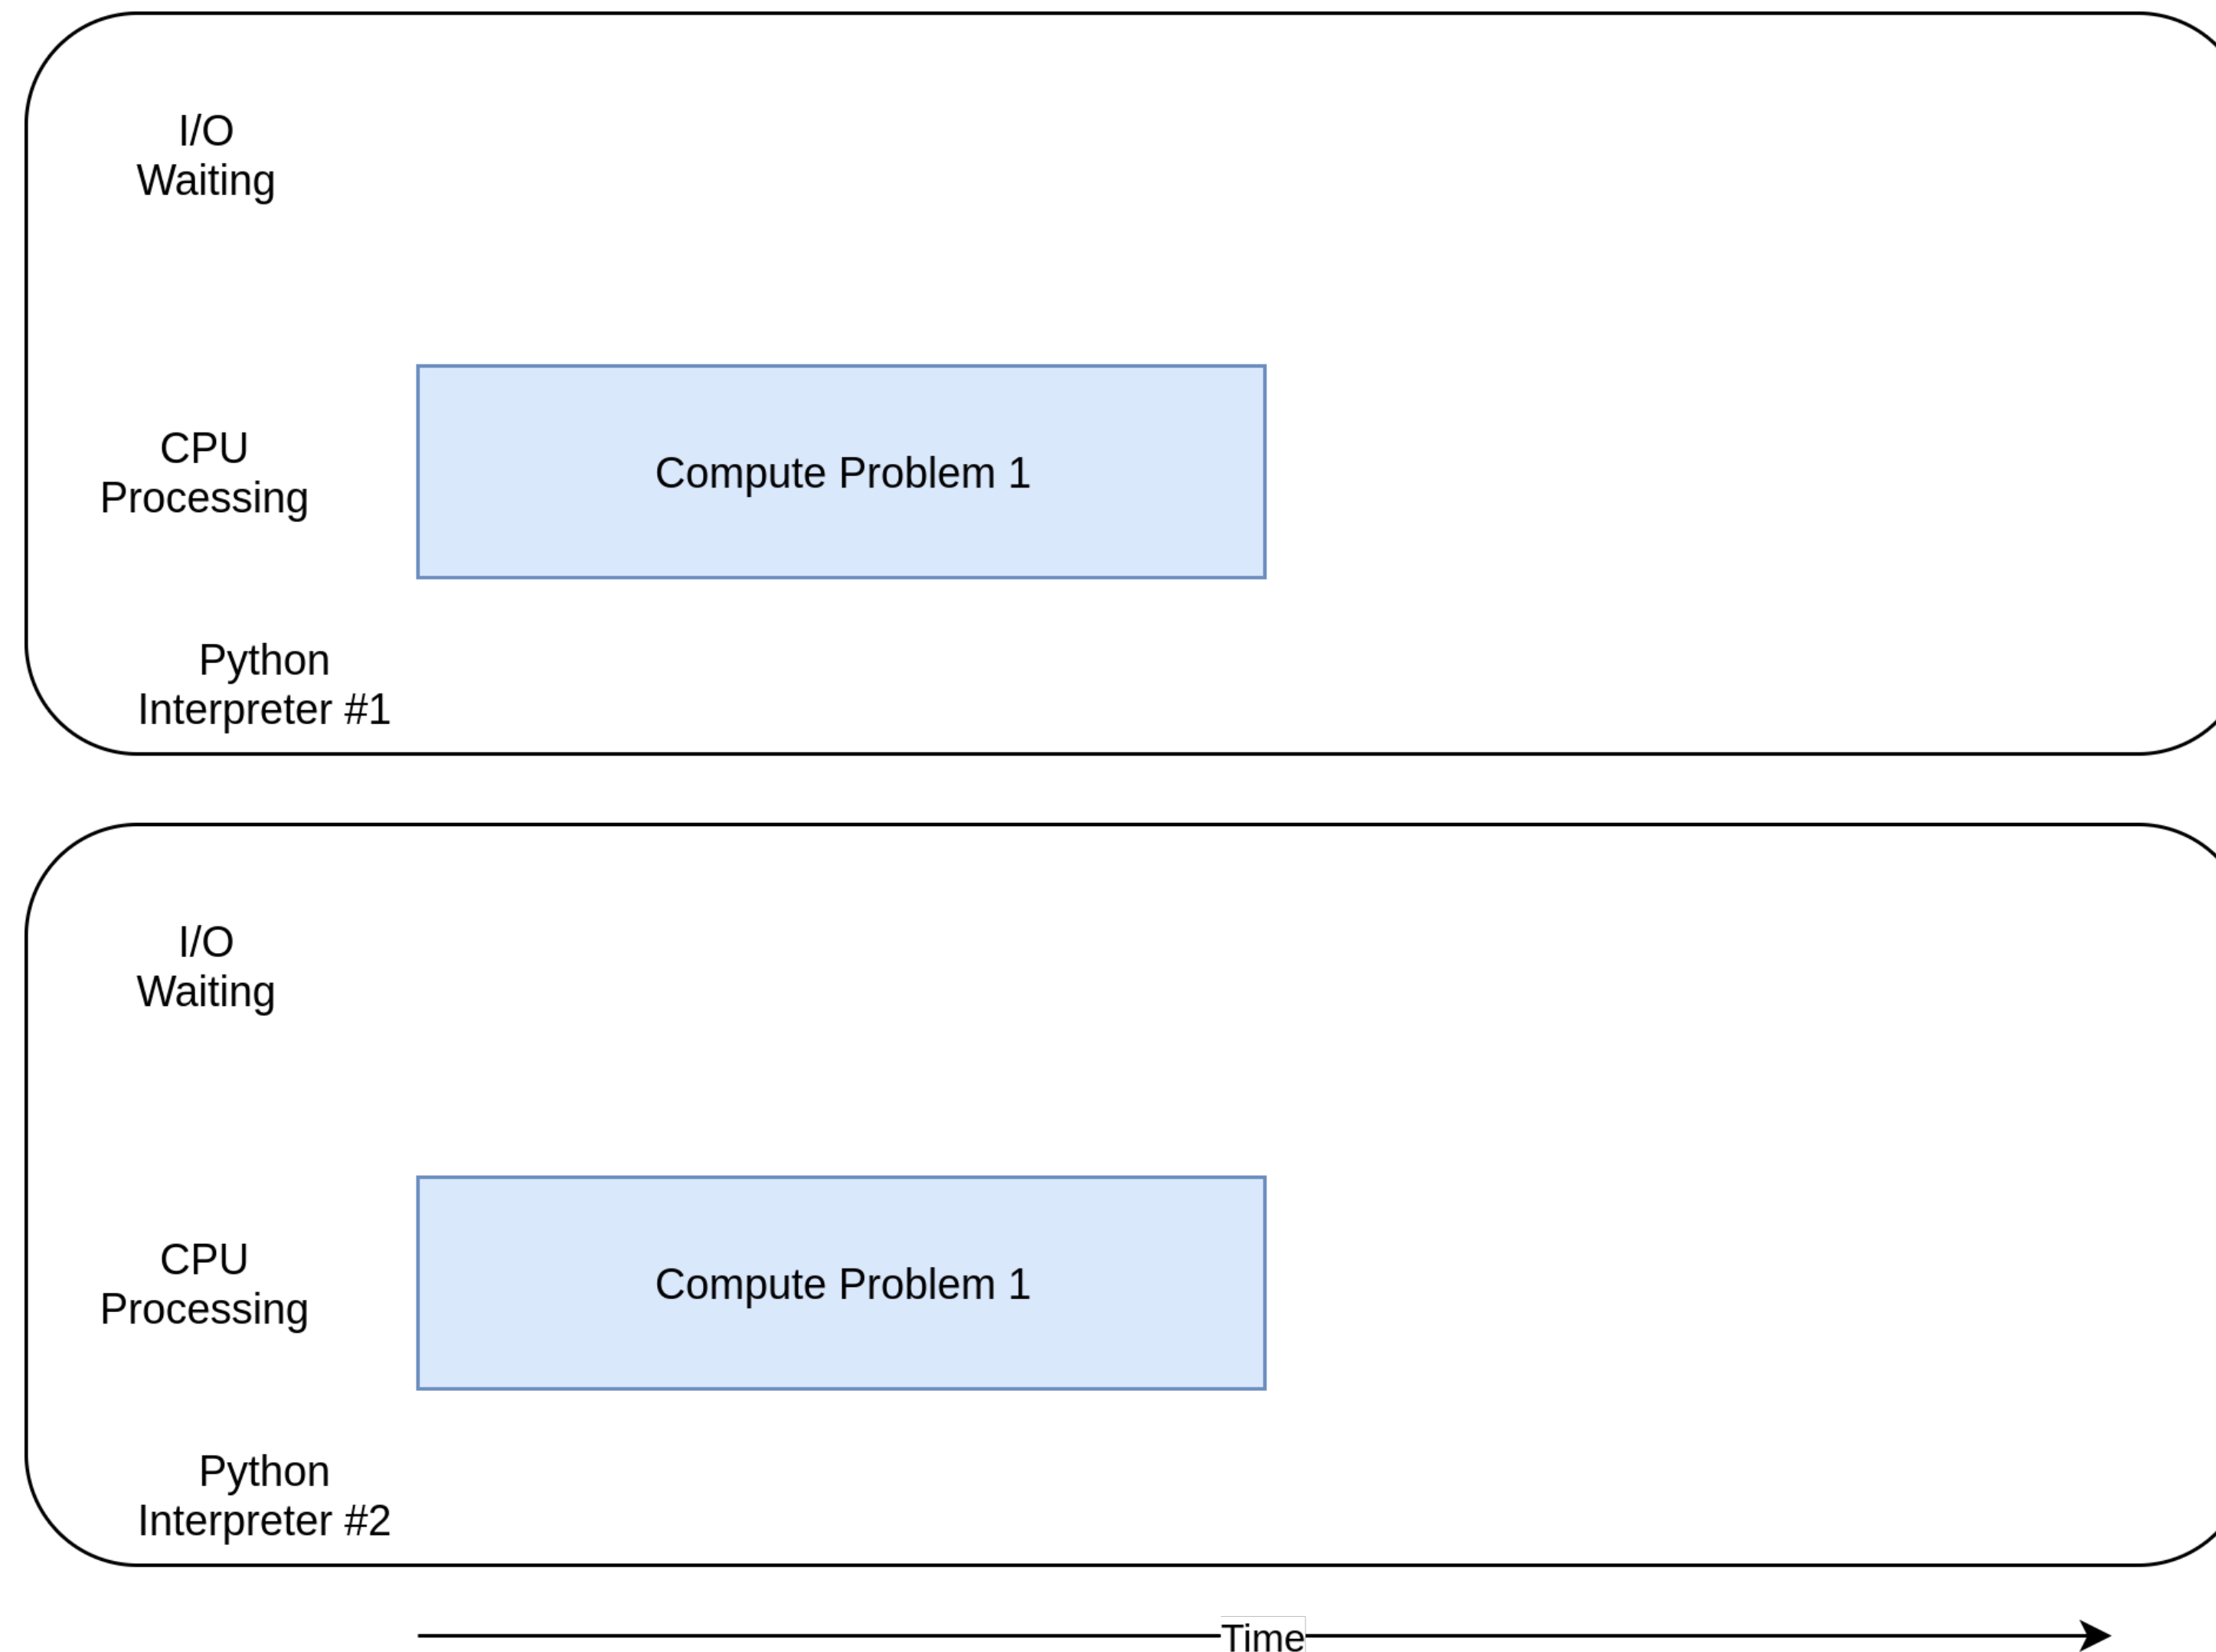 I/O
Waiting
CPU
Processing
Compute Problem 1
Python
Interpreter #1
I/O
Waiting
CPU
Processing
Compute Problem 1
Python
Interpreter #2
Time